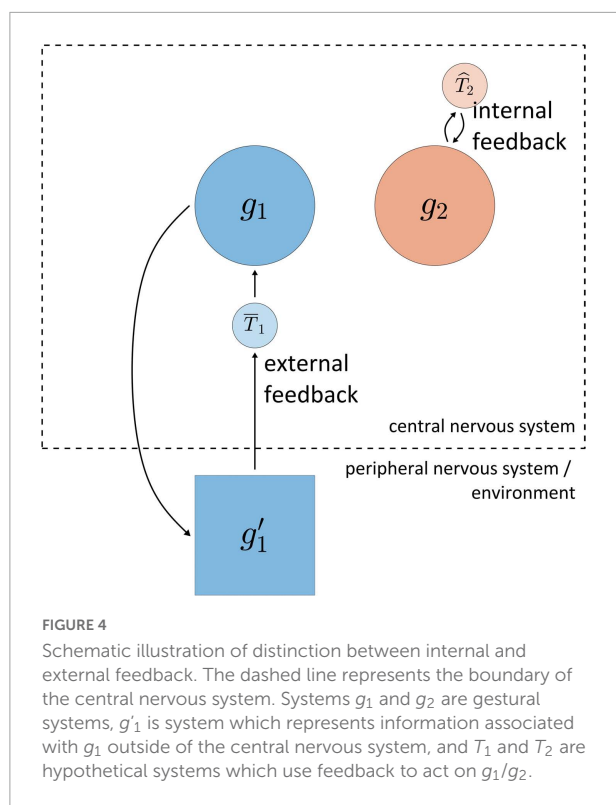 T̂₂
internal
feedback
g₁
g₂
T̅₁
external
feedback
central nervous system
peripheral nervous system /
environment
g′₁
FIGURE 4
Schematic illustration of distinction between internal and
external feedback. The dashed line represents the boundary of
the central nervous system. Systems g₁ and g₂ are gestural
systems, g′₁ is system which represents information associated
with g₁ outside of the central nervous system, and T₁ and T₂ are
hypothetical systems which use feedback to act on g₁/g₂.